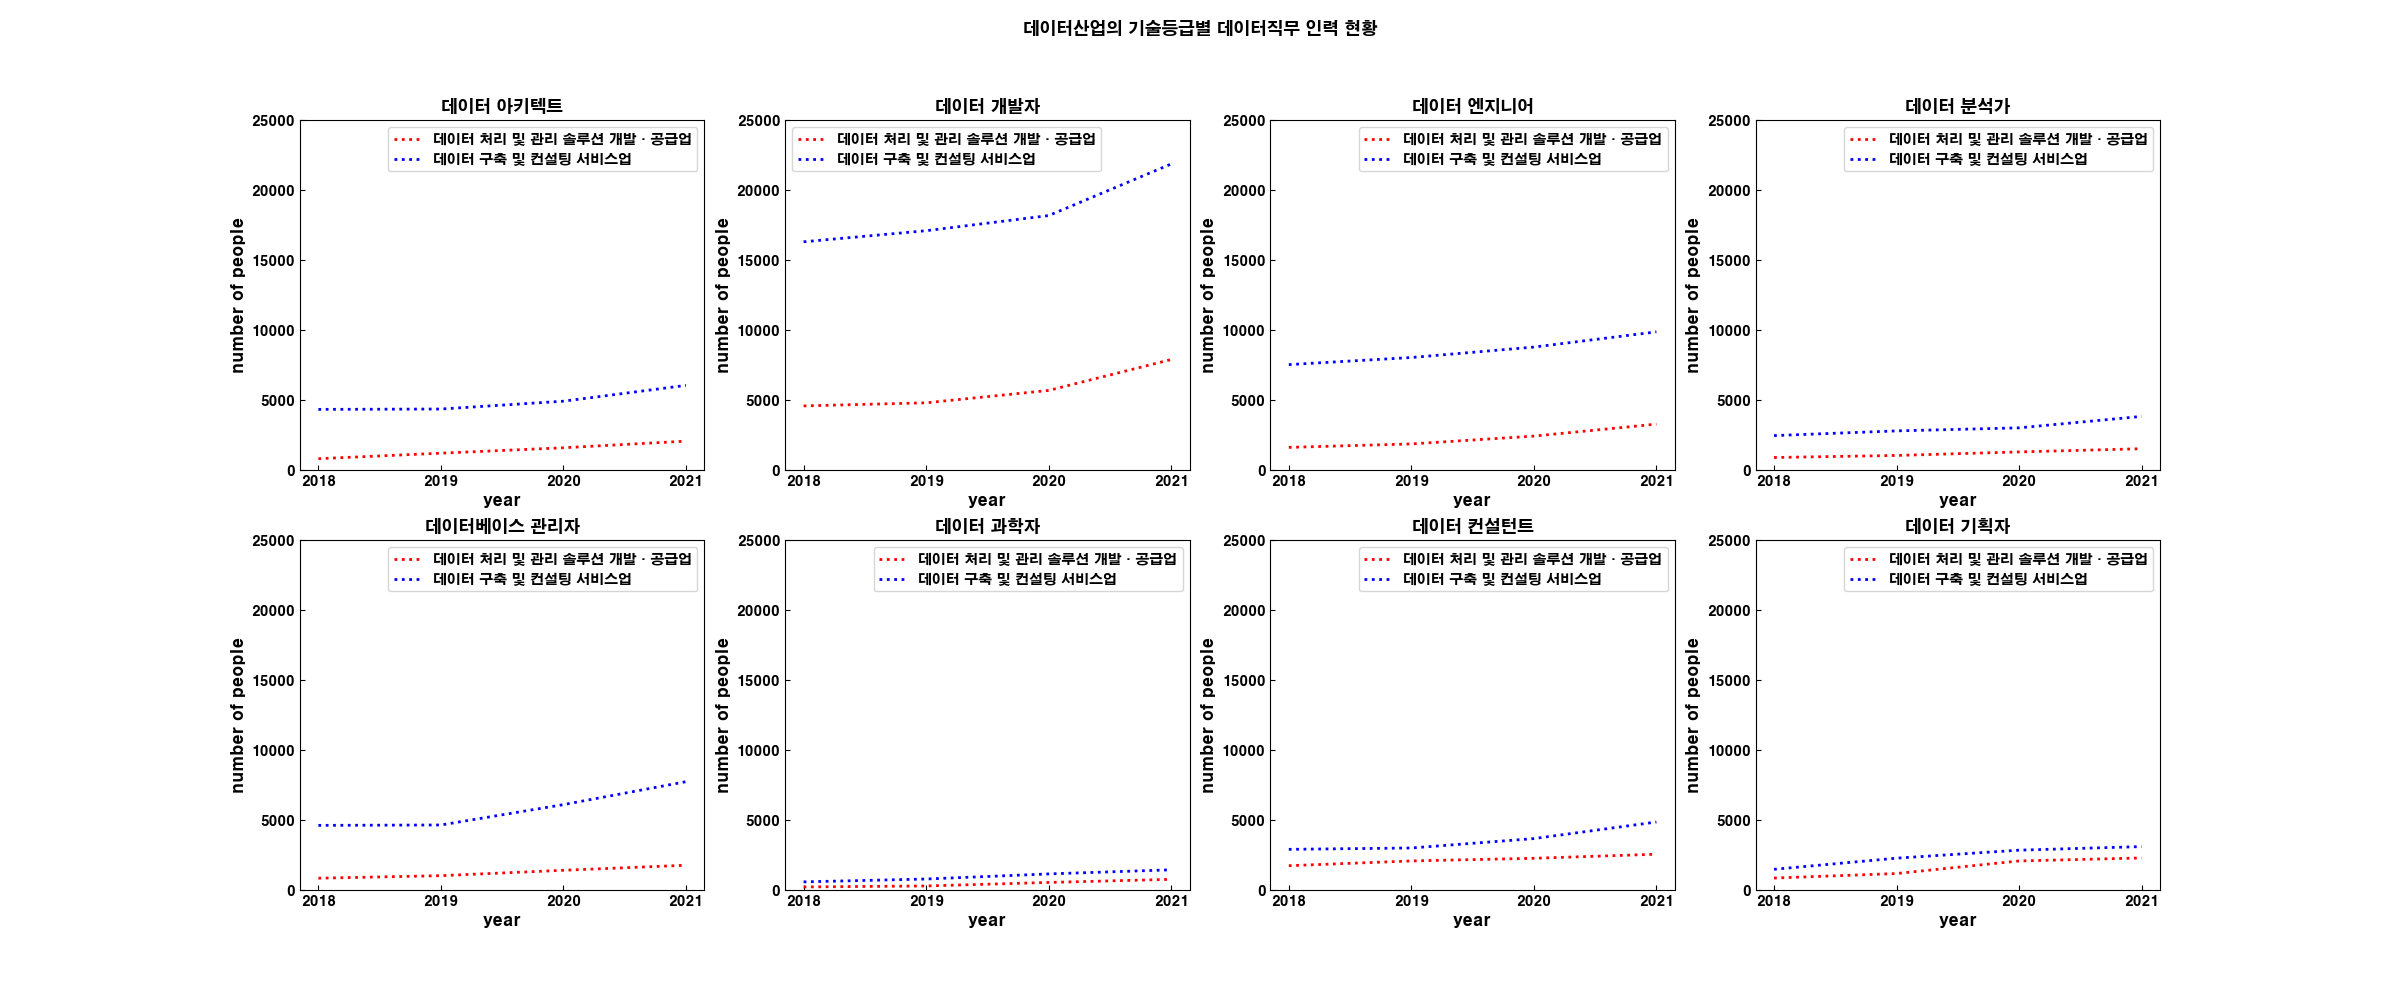 데이터산업의 기술등급별 데이터직무 인력 현황
데이터 아키텍트
25000
20000
15000
10000
5000
0
number of people
데이터 처리 및 관리 솔루션 개발 · 공급업
데이터 구축 및 컨설팅 서비스업
2018 2019 2020 2021
year
데이터 개발자
25000
20000
15000
10000
5000
0
number of people
데이터 처리 및 관리 솔루션 개발 · 공급업
데이터 구축 및 컨설팅 서비스업
2018 2019 2020 2021
year
데이터 엔지니어
25000
20000
15000
10000
5000
0
number of people
데이터 처리 및 관리 솔루션 개발 · 공급업
데이터 구축 및 컨설팅 서비스업
2018 2019 2020 2021
year
데이터 분석가
25000
20000
15000
10000
5000
0
number of people
데이터 처리 및 관리 솔루션 개발 · 공급업
데이터 구축 및 컨설팅 서비스업
2018 2019 2020 2021
year
데이터베이스 관리자
25000
20000
15000
10000
5000
0
number of people
데이터 처리 및 관리 솔루션 개발 · 공급업
데이터 구축 및 컨설팅 서비스업
2018 2019 2020 2021
year
데이터 과학자
25000
20000
15000
10000
5000
0
number of people
데이터 처리 및 관리 솔루션 개발 · 공급업
데이터 구축 및 컨설팅 서비스업
2018 2019 2020 2021
year
데이터 컨설턴트
25000
20000
15000
10000
5000
0
number of people
데이터 처리 및 관리 솔루션 개발 · 공급업
데이터 구축 및 컨설팅 서비스업
2018 2019 2020 2021
year
데이터 기획자
25000
20000
15000
10000
5000
0
number of people
데이터 처리 및 관리 솔루션 개발 · 공급업
데이터 구축 및 컨설팅 서비스업
2018 2019 2020 2021
year